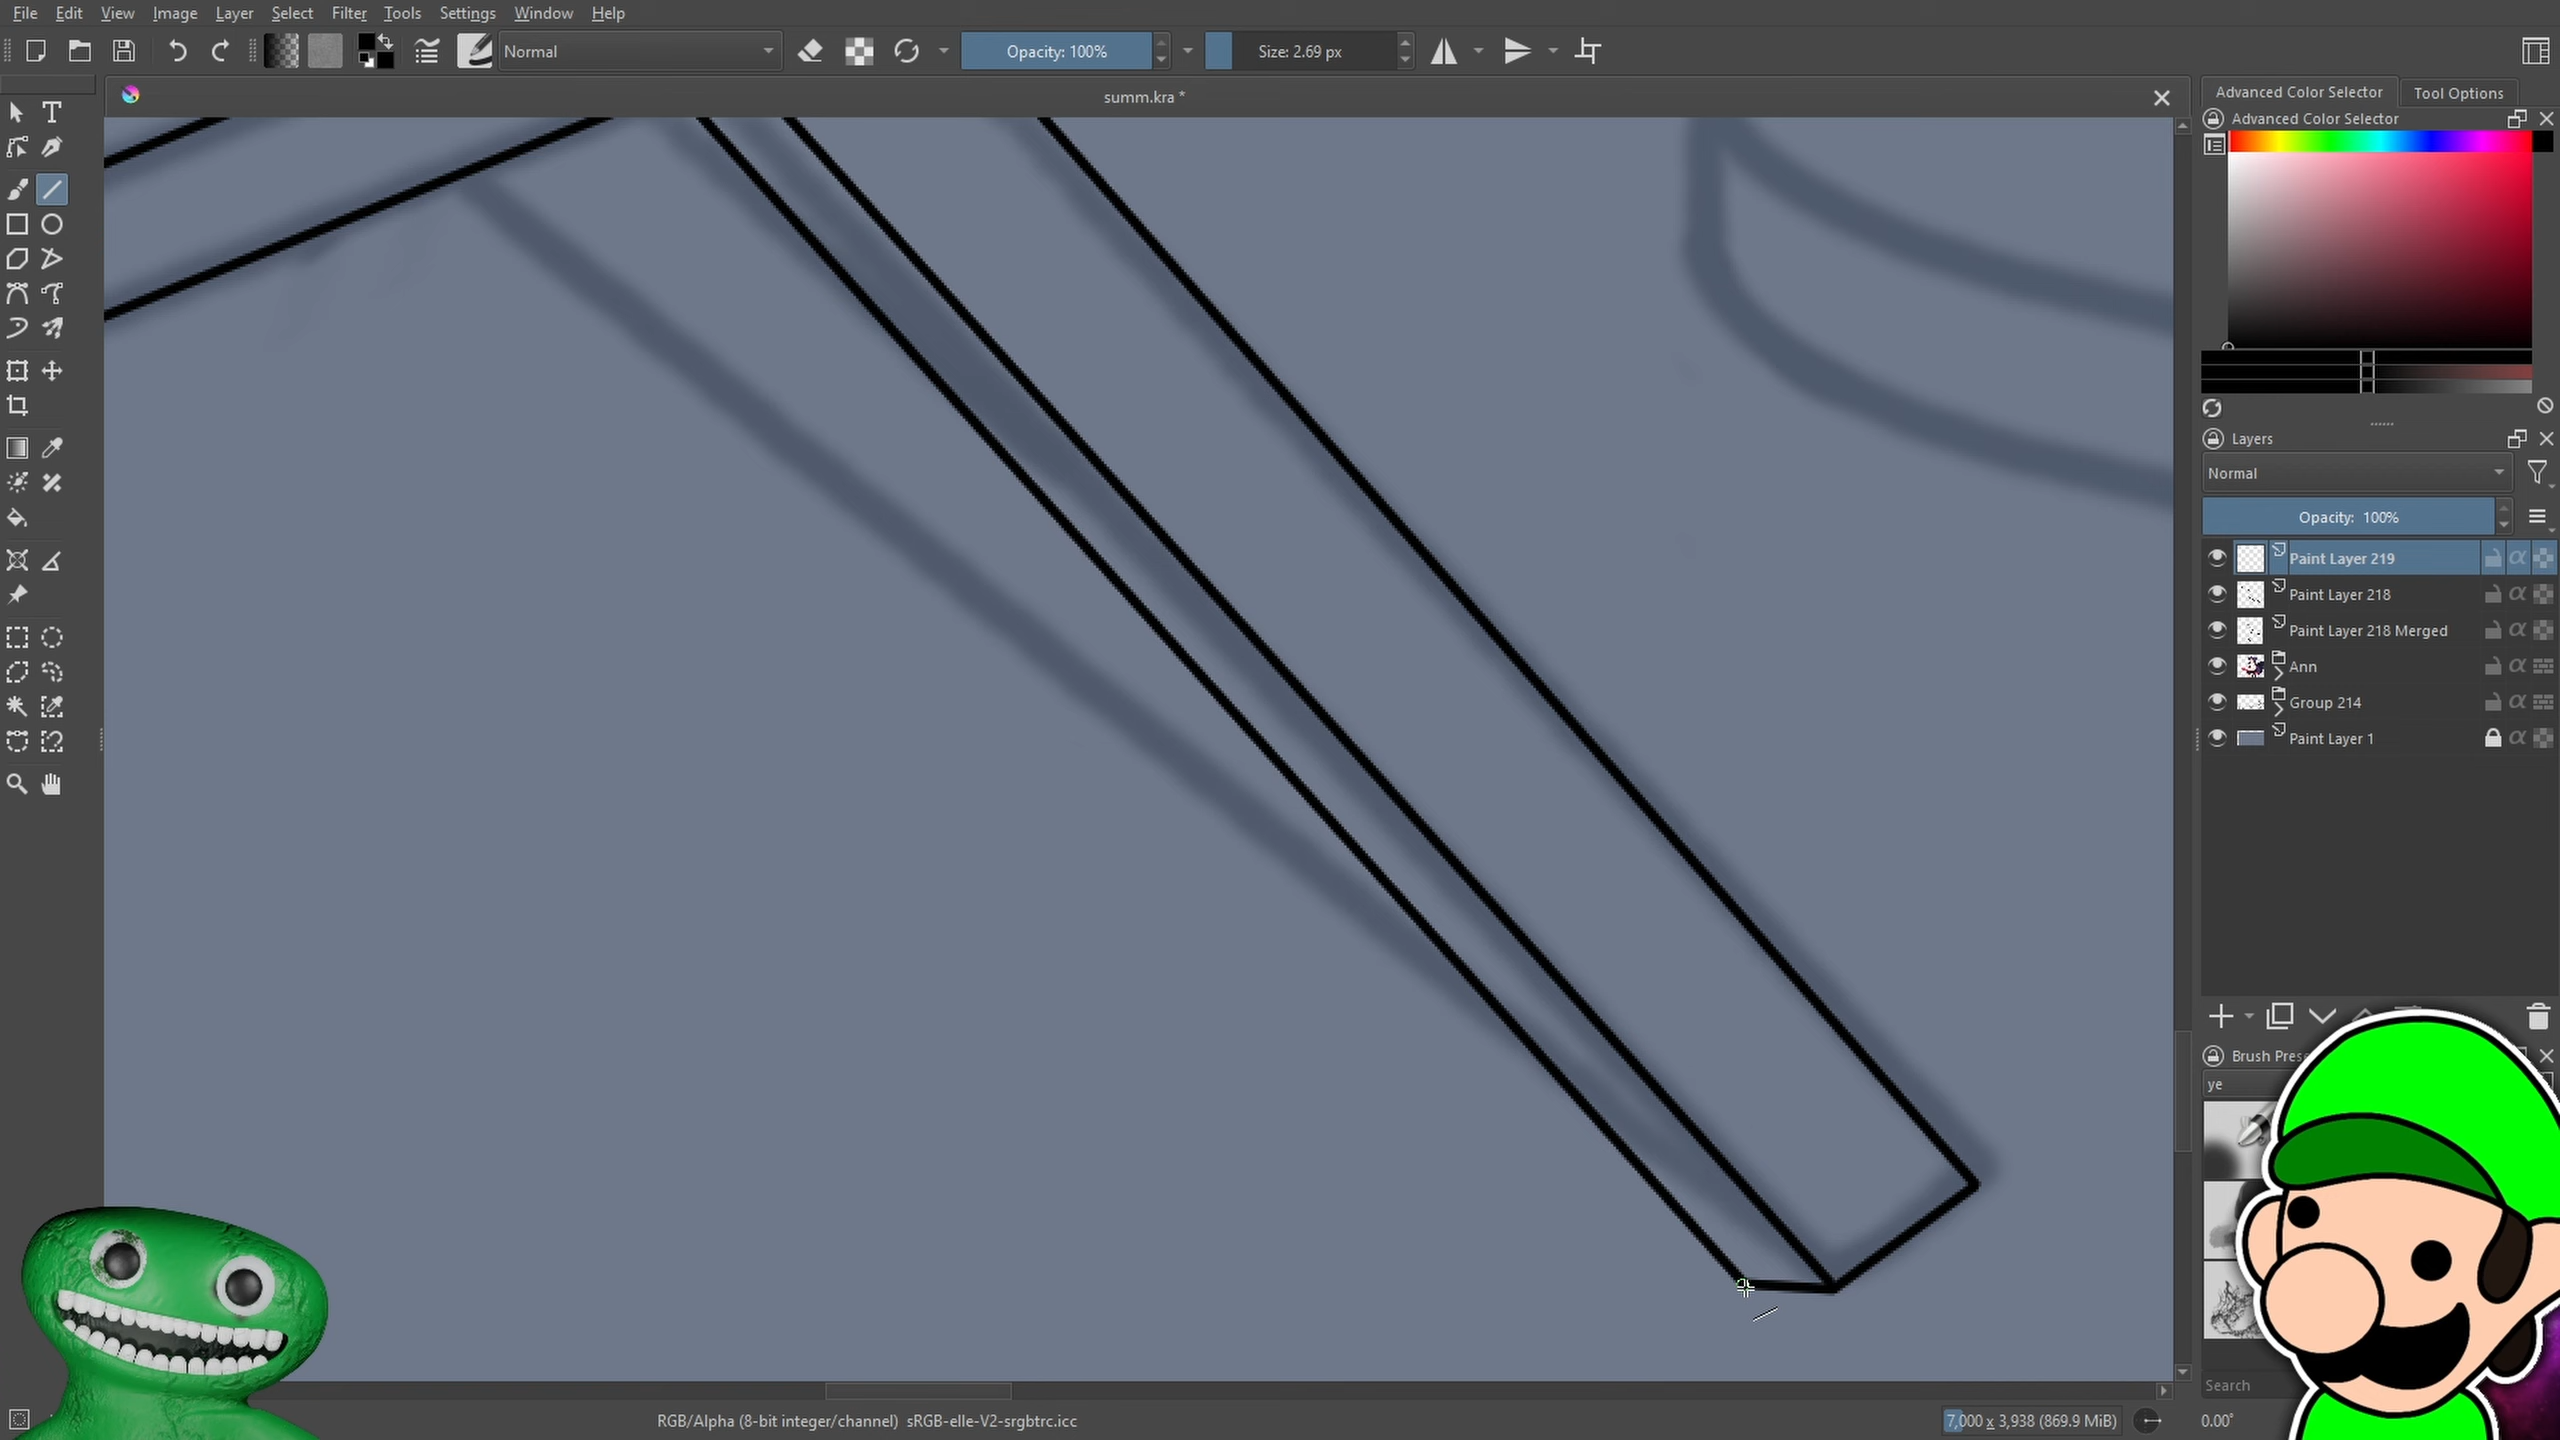 File Edit View Image Layer Select Filter Tools Settings Window Help
Normal
Opacity: 100%
Size: 2.69 px
summ.kra *
Advanced Color Selector
Tool Options
Advanced Color Selector
Layers
Normal
Opacity: 100%
Paint Layer 219
Paint Layer 218
Paint Layer 218 Merged
Ann
Group 214
Paint Layer 1
Brush Pres
ye
Search
RGB/Alpha (8-bit integer/channel) sRGB-elle-V2-srgbtrc.icc
7,000 x 3,938 (869.9 MiB)
0.00°